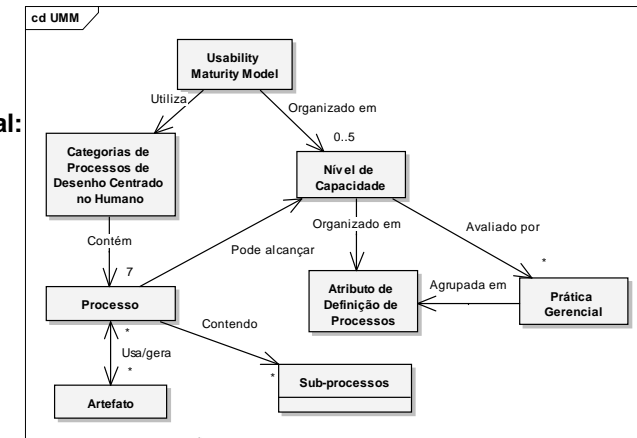 cd UMM
Usability
Maturity Model
al:
Utiliza
Organizado em
0..5
Categorias de
Processos de
Desenho Centrado
no Humano
Nível de
Capacidade
Contém
Pode alcançar
Organizado em
Avaliado por
7
*
Processo
Atributo de
Definição de
Processos
Agrupada em
Prática
Gerencial
*
Usa/gera
*
Contendo
*
Sub-processos
Artefato